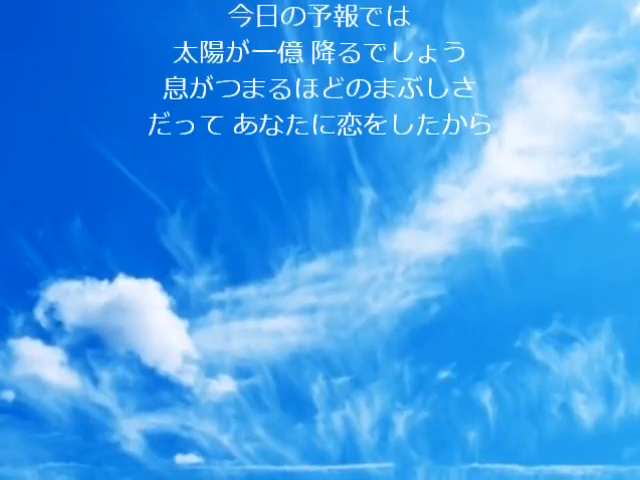 今日の予報では
太陽が一億 降るでしょう
息がつまるほどのまぶしさ
だって あなたに恋をしたから